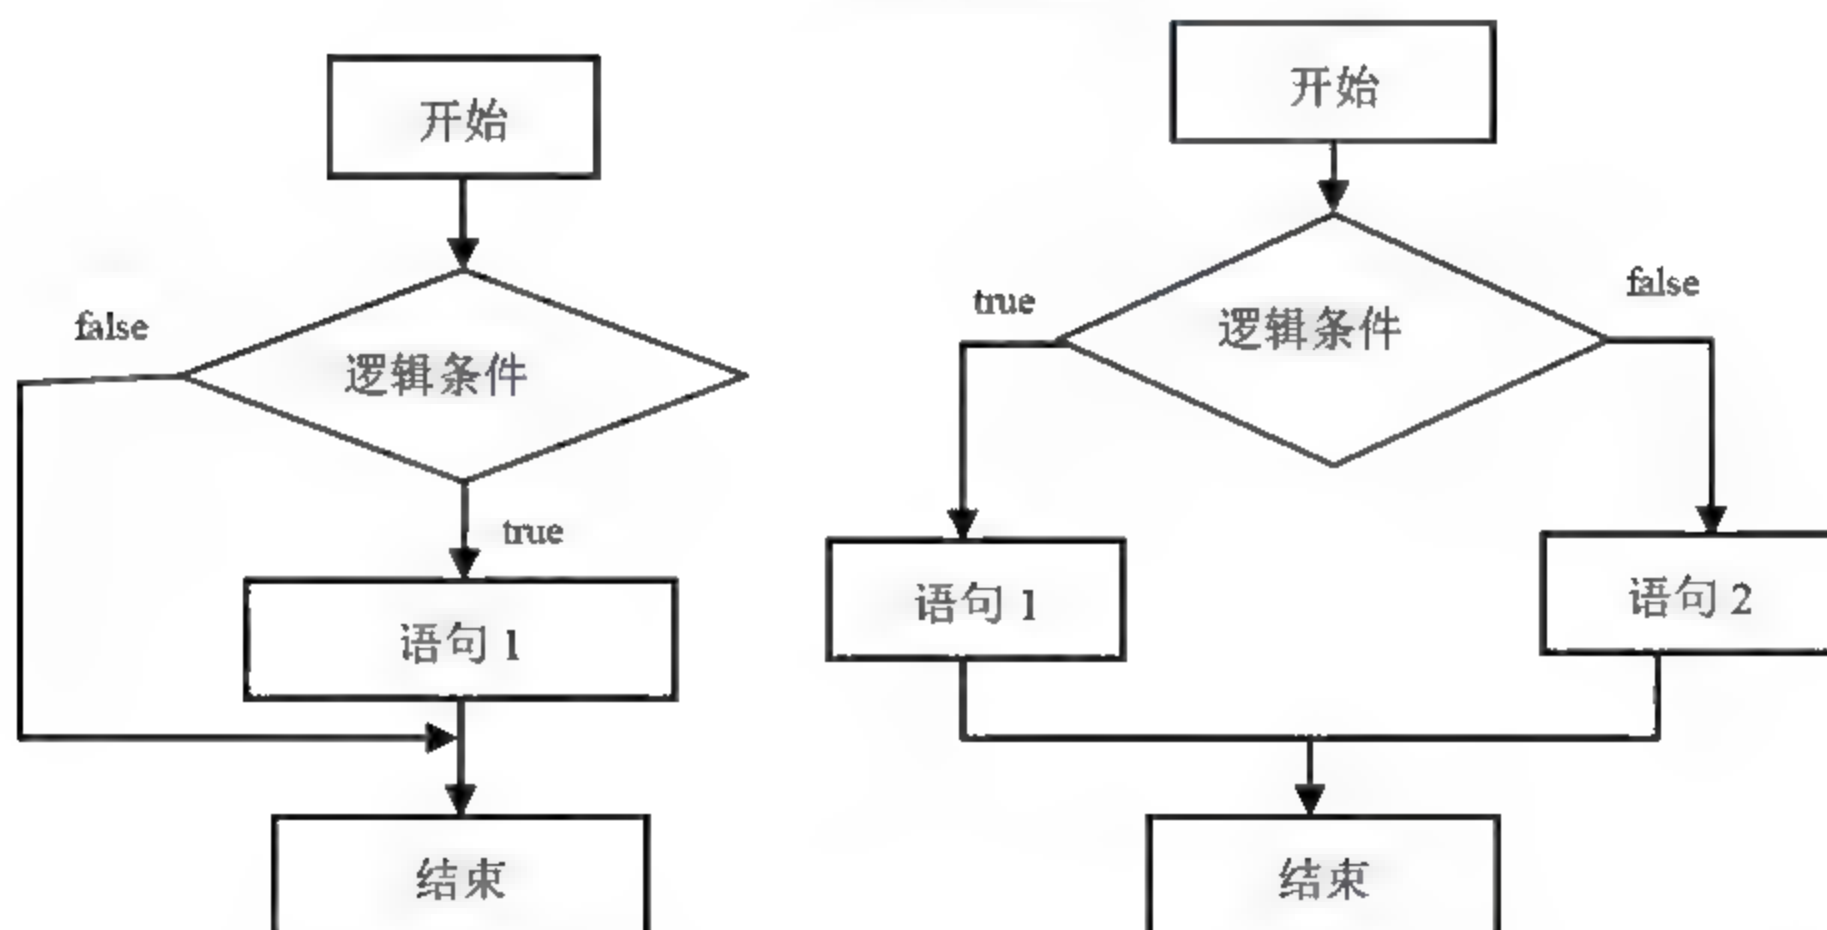 开始
逻辑条件
false
true
语句 1
结束
开始
逻辑条件
true
false
语句 1
语句 2
结束